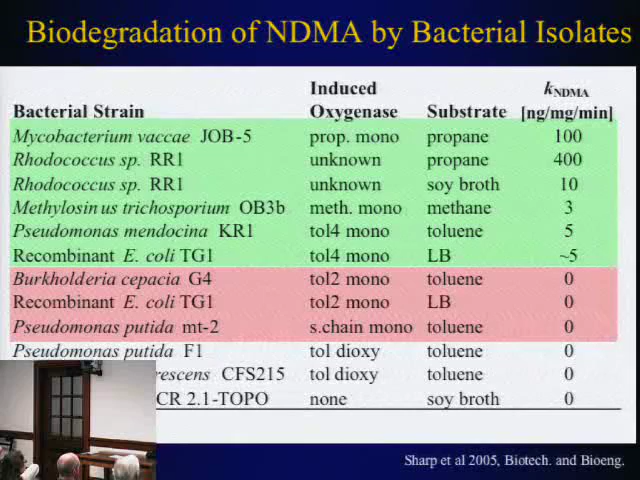 Biodegradation of NDMA by Bacterial Isolates
Induced kNDMA
Bacterial Strain Oxygenase Substrate [ng/mg/min]
Mycobacterium vaccae JOB-5 prop. mono propane 100
Rhodococcus sp. RR1 unknown propane 400
Rhodococcus sp. RR1 unknown soy broth 10
Methylosinus trichosporium OB3b meth. mono methane 3
Pseudomonas mendocina KR1 tol4 mono toluene 5
Recombinant E. coli TG1 tol4 mono LB ~5
Burkholderia cepacia G4 tol2 mono toluene 0
Recombinant E. coli TG1 tol2 mono LB 0
Pseudomonas putida mt-2 s.chain mono toluene 0
Pseudomonas putida F1 tol dioxy toluene 0
CFS215 tol dioxy toluene 0
2.1-TOPO none soy broth 0
Sharp et al 2005, Biotech. and Bioeng.